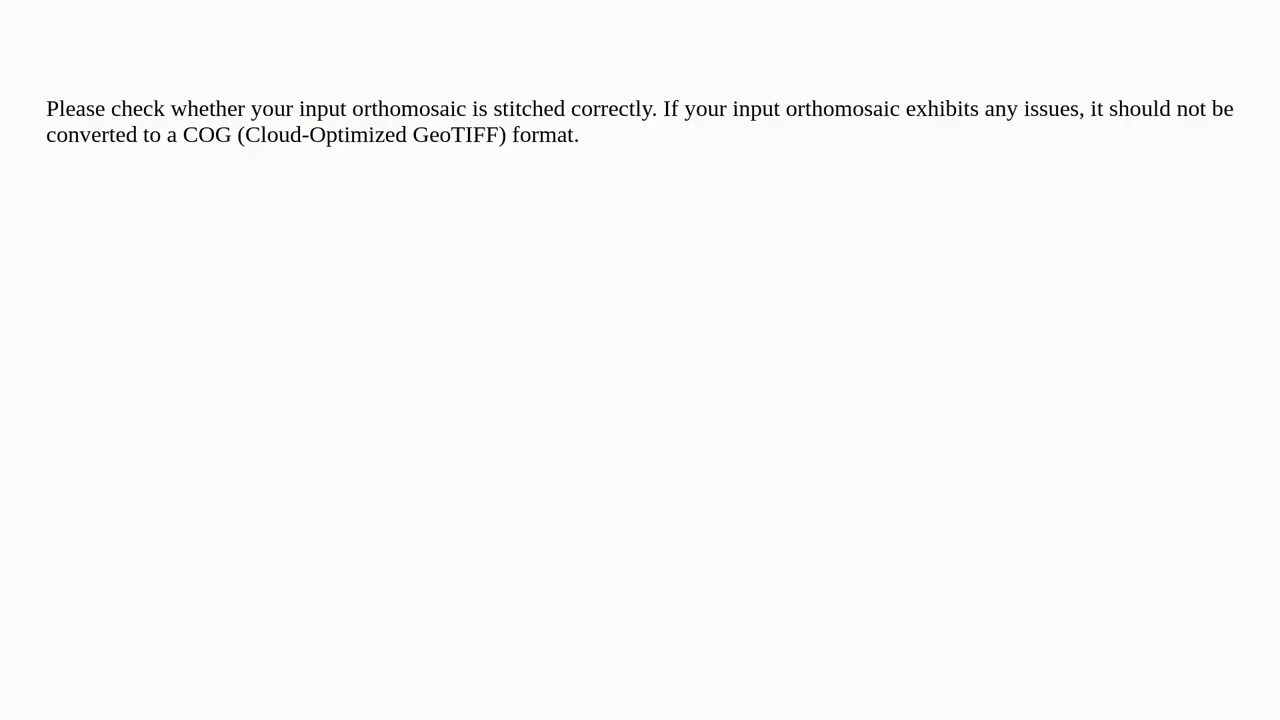 Please check whether your input orthomosaic is stitched correctly. If your input orthomosaic exhibits any issues, it should not be
converted to a COG (Cloud-Optimized GeoTIFF) format.